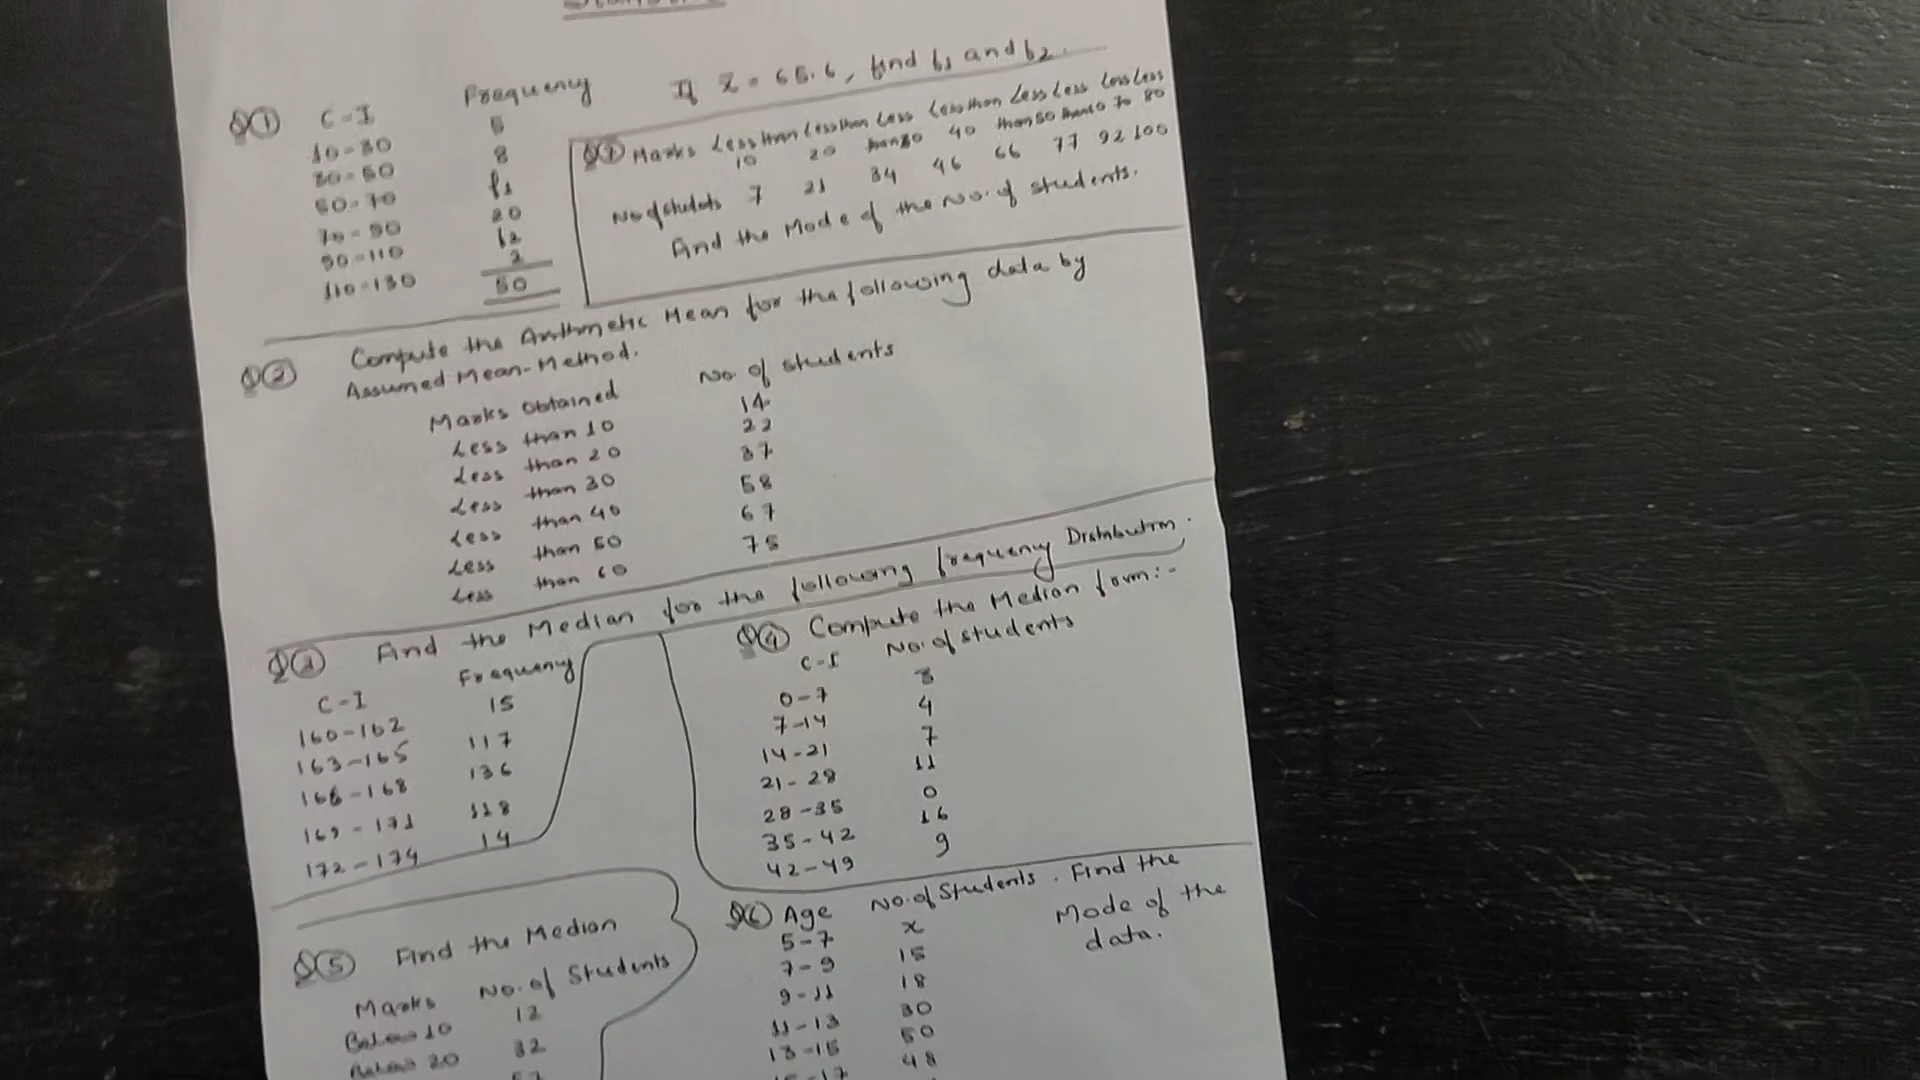 Q1 C-I Frequency If x̄ = 65.6, find f1 and f2.
10-30 5
30-50 8
50-70 f1
70-90 20
90-110 f2
110-130 2
50
Q7 Marks Less than 10 Less than 20 Less than 30 Less than 40 Less than 50 Less than 60 Less 70 Less 80
No of students 7 21 34 46 66 77 92 100
Find the Mode of the No. of students.
Q2 Compute the Arithmetic Mean for the following data by
Assumed Mean-Method.
Marks Obtained No. of students
Less than 10 14
Less than 20 22
Less than 30 37
Less than 40 58
Less than 50 67
Less than 60 75
Q3 Find the Median for the following frequency Distribution.
C-I Frequency
160-162 15
163-165 117
166-168 136
169-171 118
172-174 14
Q4 Compute the Median form:-
C-I No. of students
0-7 3
7-14 4
14-21 7
21-28 11
28-35 0
35-42 16
42-49 9
Q5 Find the Median
Marks No. of Students
Below 10 12
Below 20 32
57
Q6 Age No. of Students. Find the
Mode of the
data.
5-7 x
7-9 15
9-11 18
11-13 30
13-15 50
15-17 48